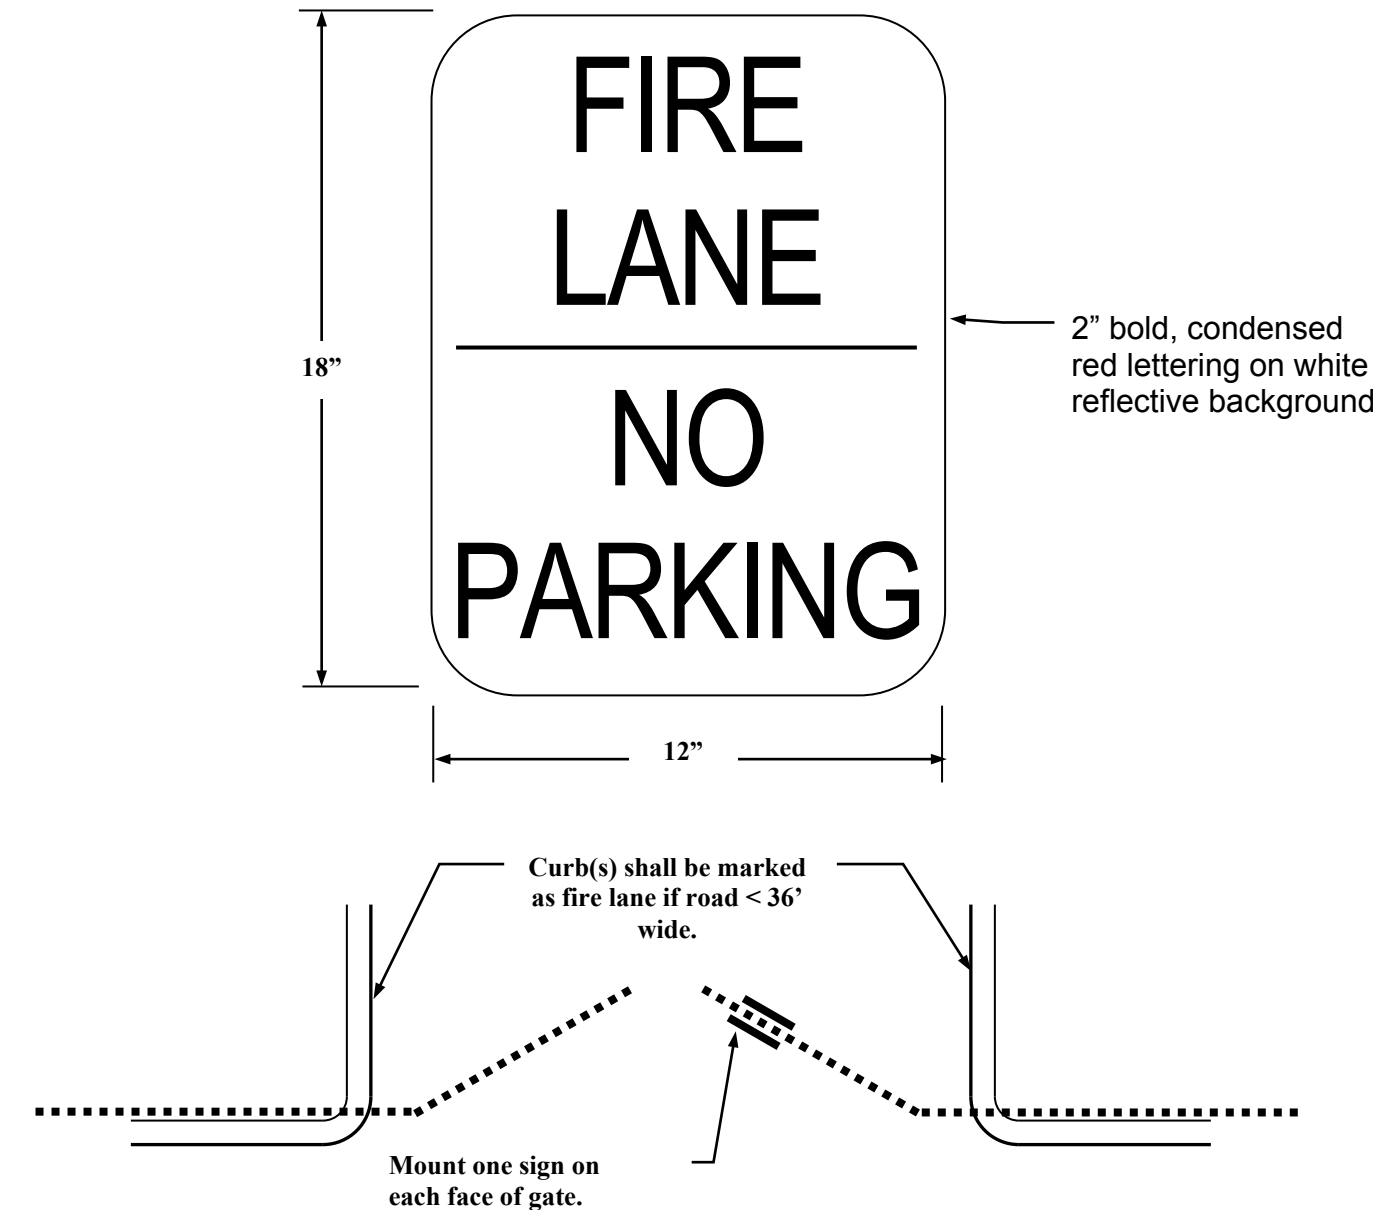 FIRE
LANE
NO
PARKING
18”
2” bold, condensed
red lettering on white
reflective background
12”
Curb(s) shall be marked
as fire lane if road < 36’
wide.
Mount one sign on
each face of gate.